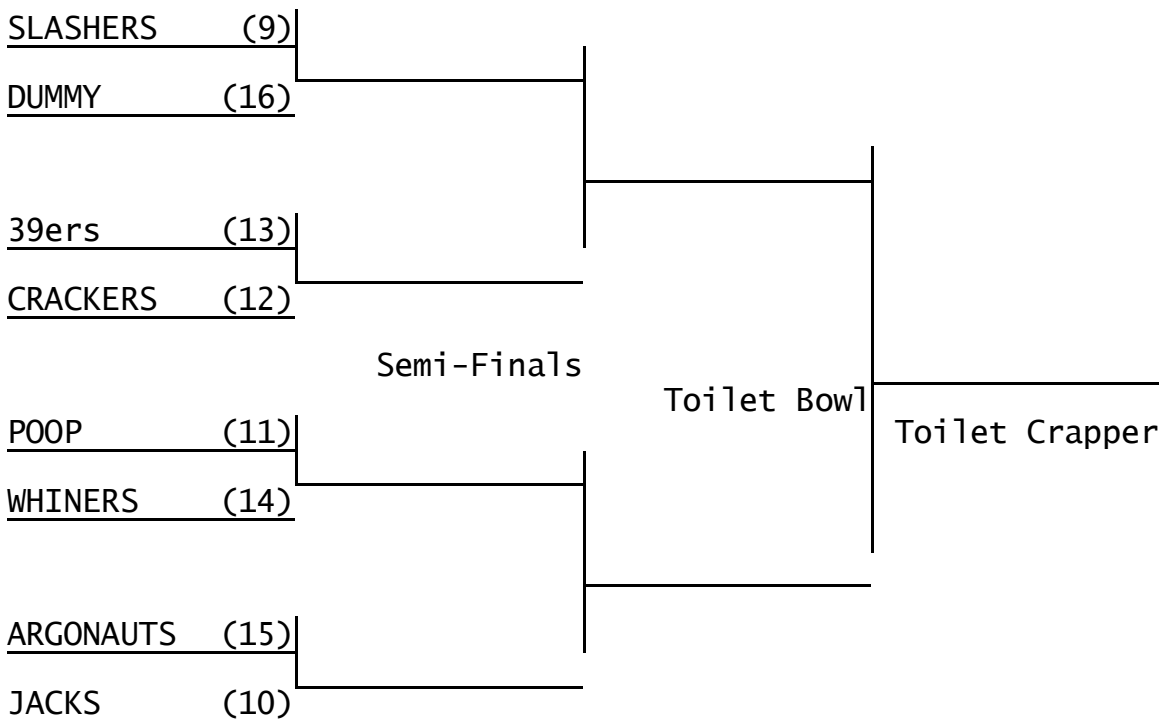 SLASHERS (9)
DUMMY (16)
39ers (13)
CRACKERS (12)
Semi-Finals
Toilet Bowl
POOP (11)
Toilet Crapper
WHINERS (14)
ARGONAUTS (15)
JACKS (10)